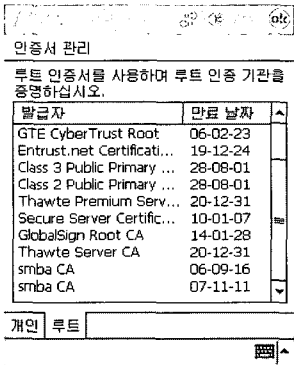 ok
인증서 관리
루트 인증서를 사용하며 루트 인증 기관을
증명하십시오.
발급자 만료 날짜
GTE CyberTrust Root 06-02-23
Entrust.net Certificati... 19-12-24
Class 3 Public Primary ... 28-08-01
Class 2 Public Primary ... 28-08-01
Thawte Premium Serv... 20-12-31
Secure Server Certific... 10-01-07
GlobalSign Root CA 14-01-28
Thawte Server CA 20-12-31
smba CA 06-09-16
smba CA 07-11-11
개인 루트